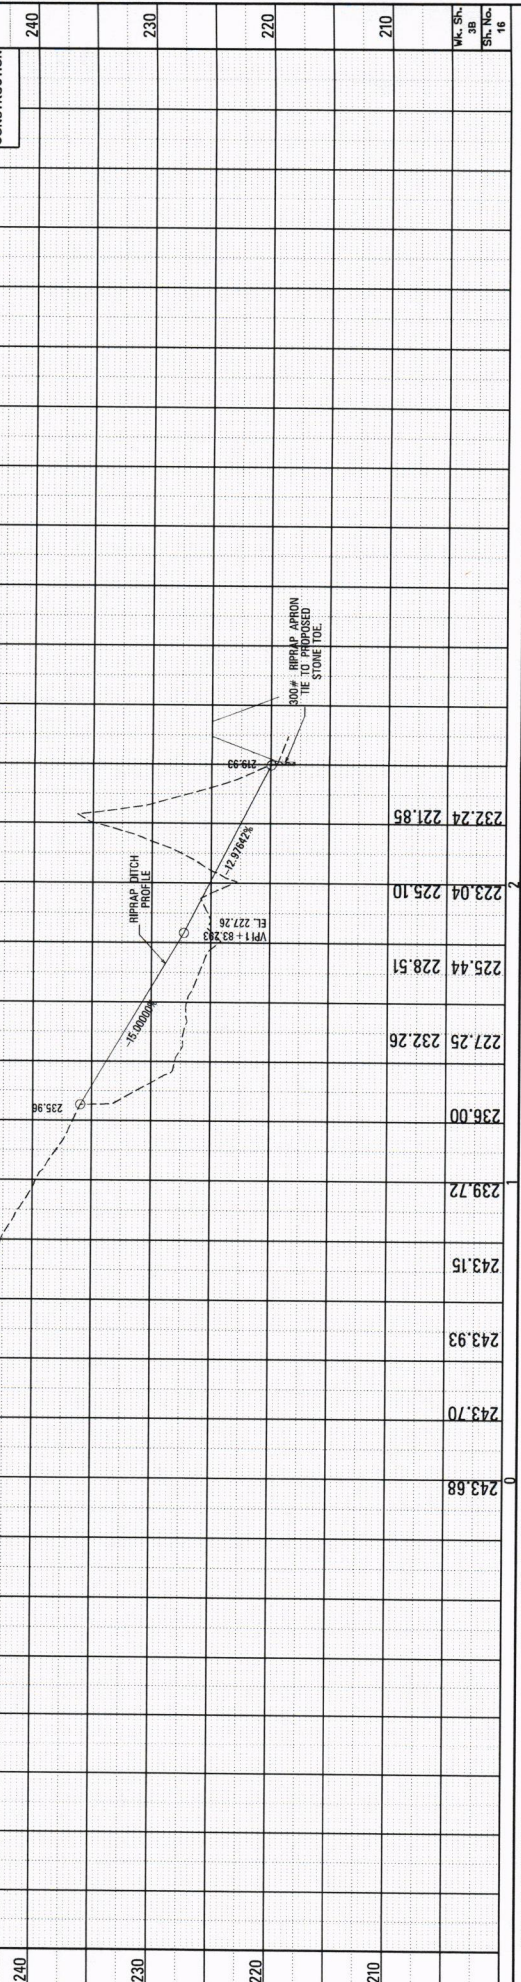 240
230
220
210
Wk. Sh.
3B
Sh. No.
16
300# RIPRAP APRON
TIE TO PROPOSED
STONE TOE.
219.93
-12.97642%
RIPRAP DITCH
PROFILE
VPI 1 + 83.293
EL. 227.26
-15.00000%
235.96
243.68
243.70
243.93
243.15
239.72
236.00
227.25 232.26
225.44 228.51
223.04 225.10
232.24 221.85
0
1
2
240
230
220
210